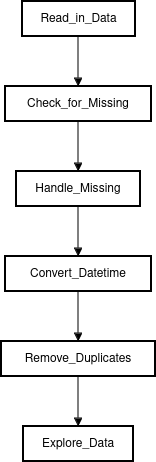 Read_in_Data
Check_for_Missing
Handle_Missing
Convert_Datetime
Remove_Duplicates
Explore_Data